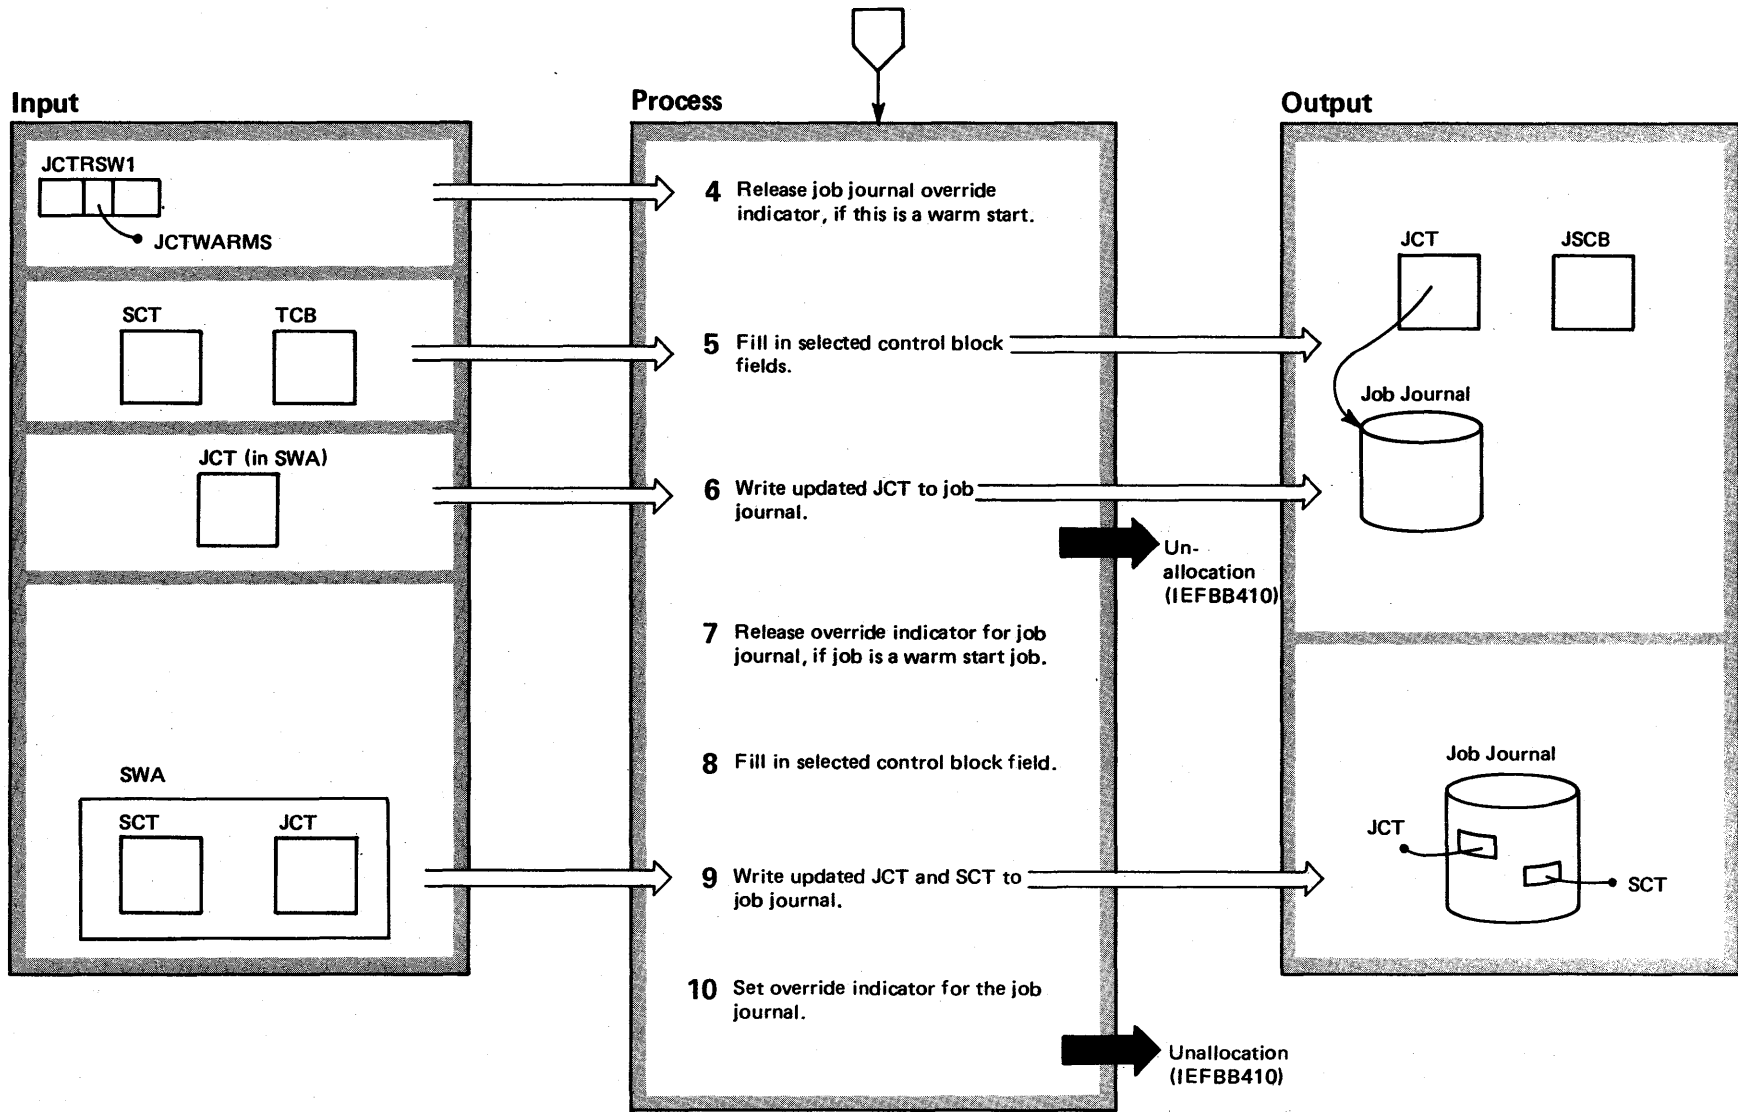 Input
JCTRSW1
JCTWARMS
SCT TCB
JCT (in SWA)
SWA
SCT JCT
Process
4 Release job journal override
indicator, if this is a warm start.
5 Fill in selected control block
fields.
6 Write updated JCT to job
journal.
Un-
allocation
(IEFBB410)
7 Release override indicator for job
journal, if job is a warm start job.
8 Fill in selected control block field.
9 Write updated JCT and SCT to
job journal.
10 Set override indicator for the job
journal.
Unallocation
(IEFBB410)
Output
JCT JSCB
Job Journal
Job Journal
JCT
SCT